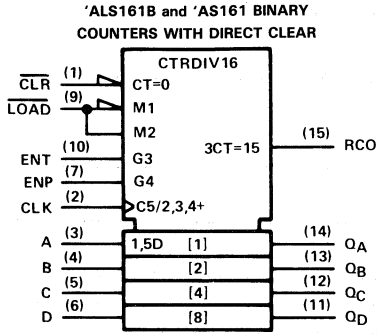 'ALS161B and 'AS161 BINARY
COUNTERS WITH DIRECT CLEAR
CTRDIV16
CLR (1) CT=0
LOAD (9) M1
M2
3CT=15 (15) RCO
ENT (10) G3
ENP (7) G4
CLK (2) C5/2,3,4+
A (3) 1,5D [1] (14) QA
B (4) [2] (13) QB
C (5) [4] (12) QC
D (6) [8] (11) QD